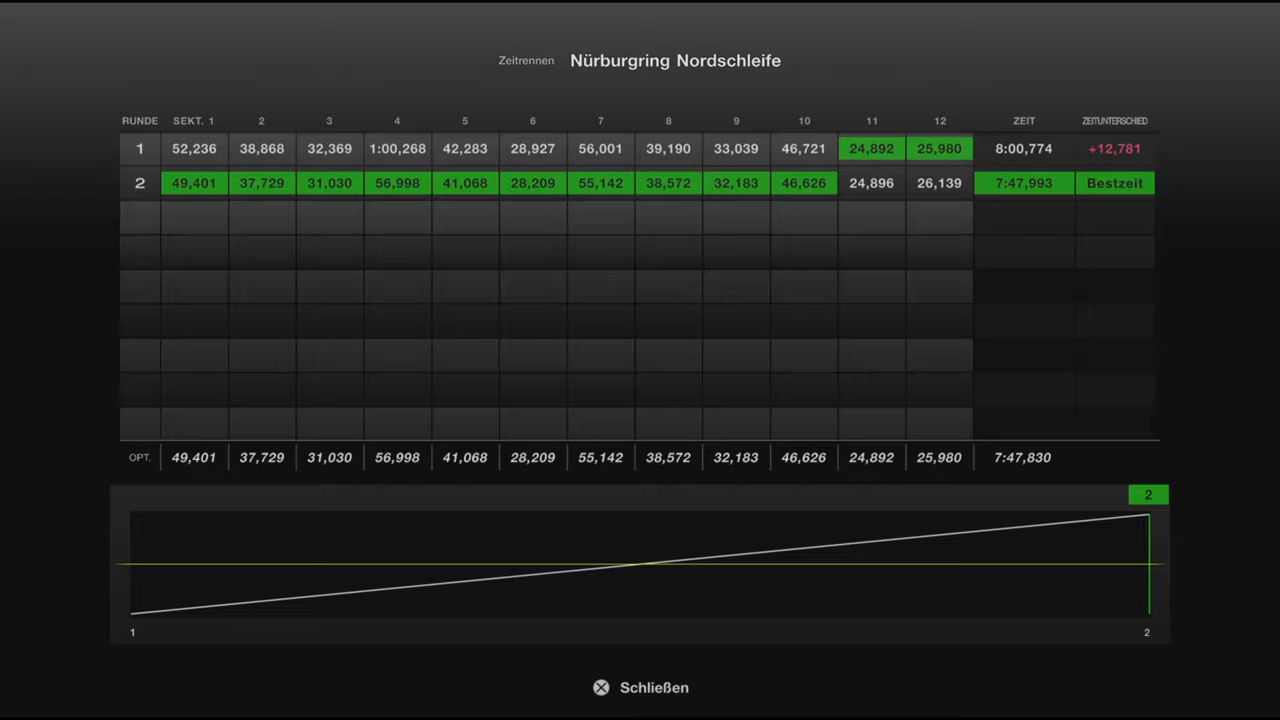 Zeitrennen Nürburgring Nordschleife
RUNDE SEKT. 1 2 3 4 5 6 7 8 9 10 11 12 ZEIT ZEITUNTERSCHIED
1 52,236 38,868 32,369 1:00,268 42,283 28,927 56,001 39,190 33,039 46,721 24,892 25,980 8:00,774 +12,781
2 49,401 37,729 31,030 56,998 41,068 28,209 55,142 38,572 32,183 46,626 24,896 26,139 7:47,993 Bestzeit
OPT. 49,401 37,729 31,030 56,998 41,068 28,209 55,142 38,572 32,183 46,626 24,892 25,980 7:47,830
2
1 2
Schließen